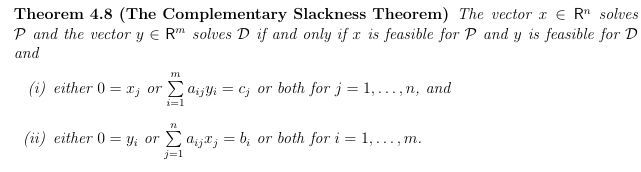 Theorem 4.8 (The Complementary Slackness Theorem) The vector x ∈ Rⁿ solves
𝒫 and the vector y ∈ Rᵐ solves 𝒟 if and only if x is feasible for 𝒫 and y is feasible for 𝒟
and
(i) either 0 = xⱼ or ∑ᵢ₌₁ᵐ aᵢⱼyᵢ = cⱼ or both for j = 1, . . . , n, and
(ii) either 0 = yᵢ or ∑ⱼ₌₁ⁿ aᵢⱼxⱼ = bᵢ or both for i = 1, . . . , m.